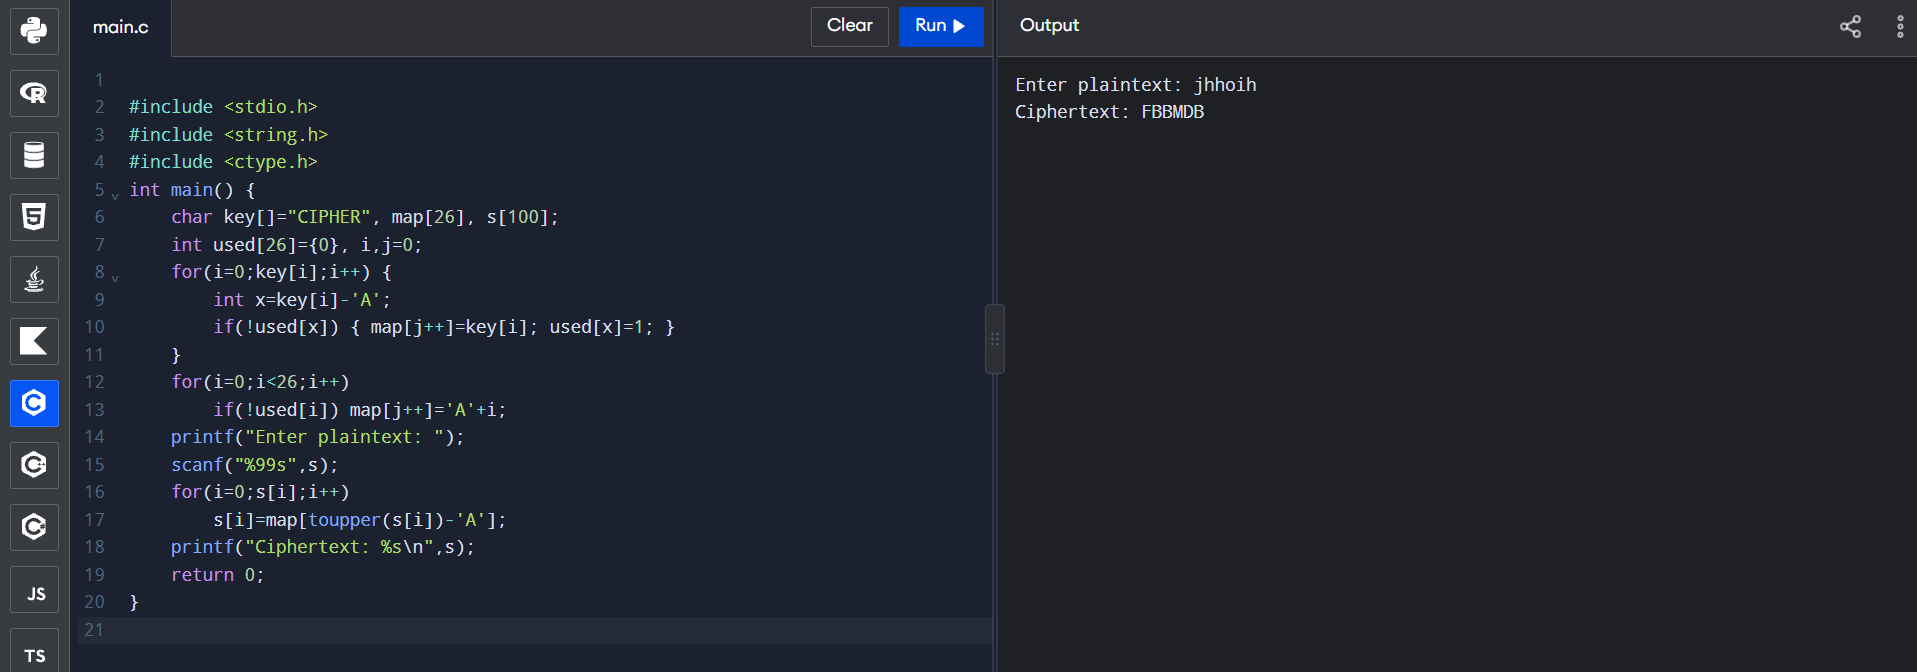 main.c
Clear
Run
1
2 #include <stdio.h>
3 #include <string.h>
4 #include <ctype.h>
5 int main() {
6     char key[]="CIPHER", map[26], s[100];
7     int used[26]={0}, i,j=0;
8     for(i=0;key[i];i++) {
9         int x=key[i]-'A';
10         if(!used[x]) { map[j++]=key[i]; used[x]=1; }
11     }
12     for(i=0;i<26;i++)
13         if(!used[i]) map[j++]='A'+i;
14     printf("Enter plaintext: ");
15     scanf("%99s",s);
16     for(i=0;s[i];i++)
17         s[i]=map[toupper(s[i])-'A'];
18     printf("Ciphertext: %s\n",s);
19     return 0;
20 }
21
Output
Enter plaintext: jhhoih
Ciphertext: FBBMDB
R
5
C
C++
C#
JS
TS